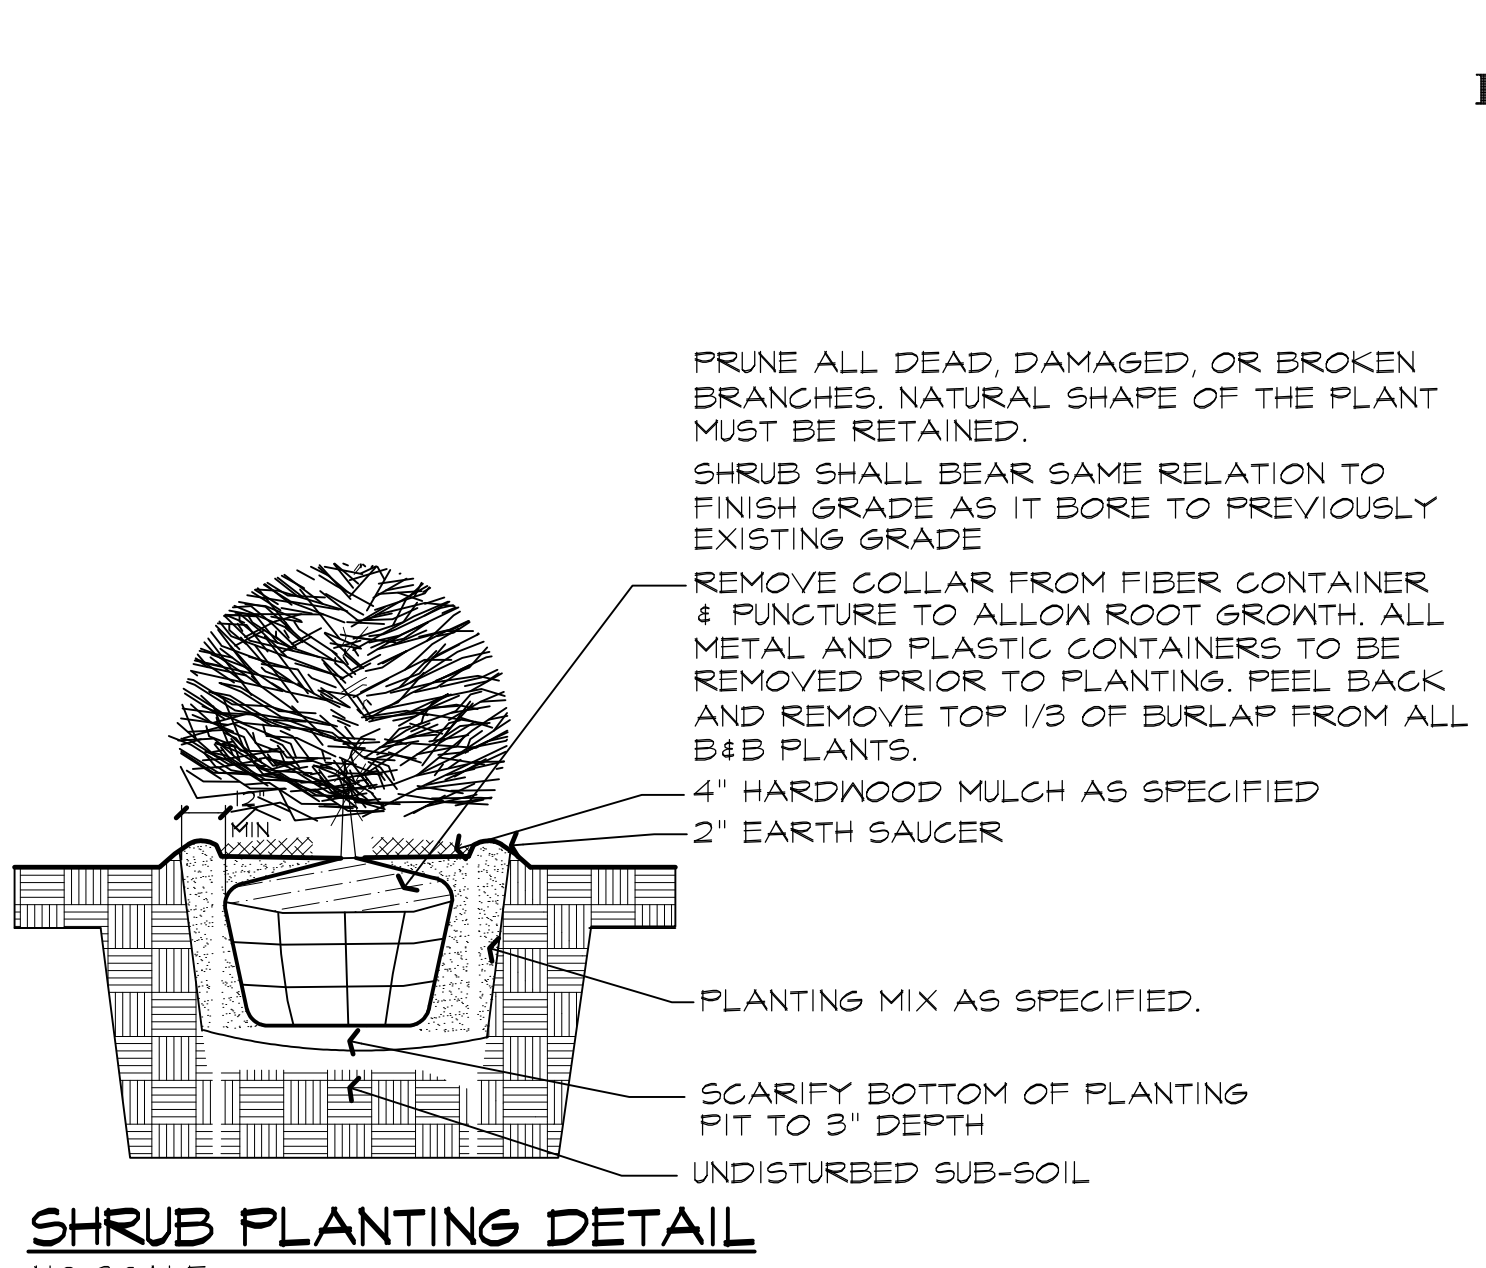 PRUNE ALL DEAD, DAMAGED, OR BROKEN
BRANCHES. NATURAL SHAPE OF THE PLANT
MUST BE RETAINED.
SHRUB SHALL BEAR SAME RELATION TO
FINISH GRADE AS IT BORE TO PREVIOUSLY
EXISTING GRADE
REMOVE COLLAR FROM FIBER CONTAINER
& PUNCTURE TO ALLOW ROOT GROWTH. ALL
METAL AND PLASTIC CONTAINERS TO BE
REMOVED PRIOR TO PLANTING. PEEL BACK
AND REMOVE TOP 1/3 OF BURLAP FROM ALL
B&B PLANTS.
4" HARDWOOD MULCH AS SPECIFIED
2" EARTH SAUCER
12"
MIN
PLANTING MIX AS SPECIFIED.
SCARIFY BOTTOM OF PLANTING
PIT TO 3" DEPTH
UNDISTURBED SUB-SOIL
SHRUB PLANTING DETAIL